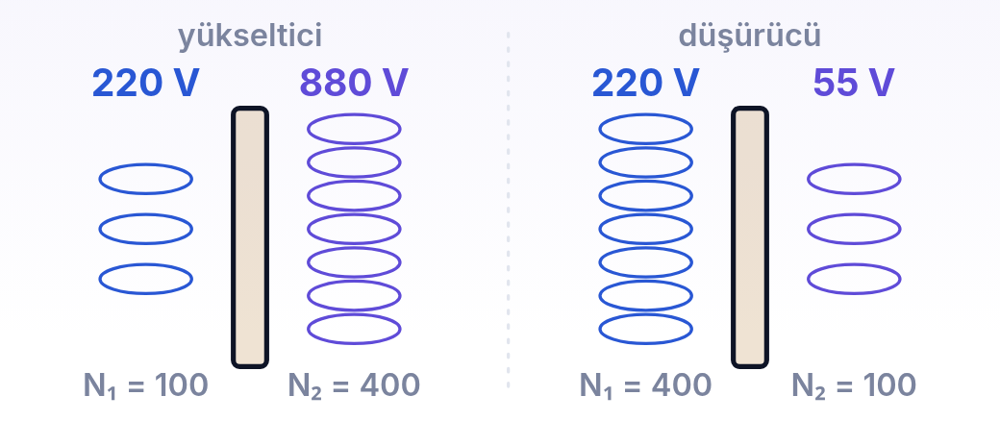 yükseltici
220 V 880 V
N₁ = 100 N₂ = 400
düşürücü
220 V 55 V
N₁ = 400 N₂ = 100